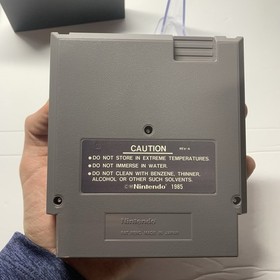 CAUTION
REV-A
•DO NOT STORE IN EXTREME TEMPERATURES.
•DO NOT IMMERSE IN WATER.
•DO NOT CLEAN WITH BENZENE, THINNER,
ALCOHOL OR OTHER SUCH SOLVENTS.
©®Nintendo® 1985
Nintendo